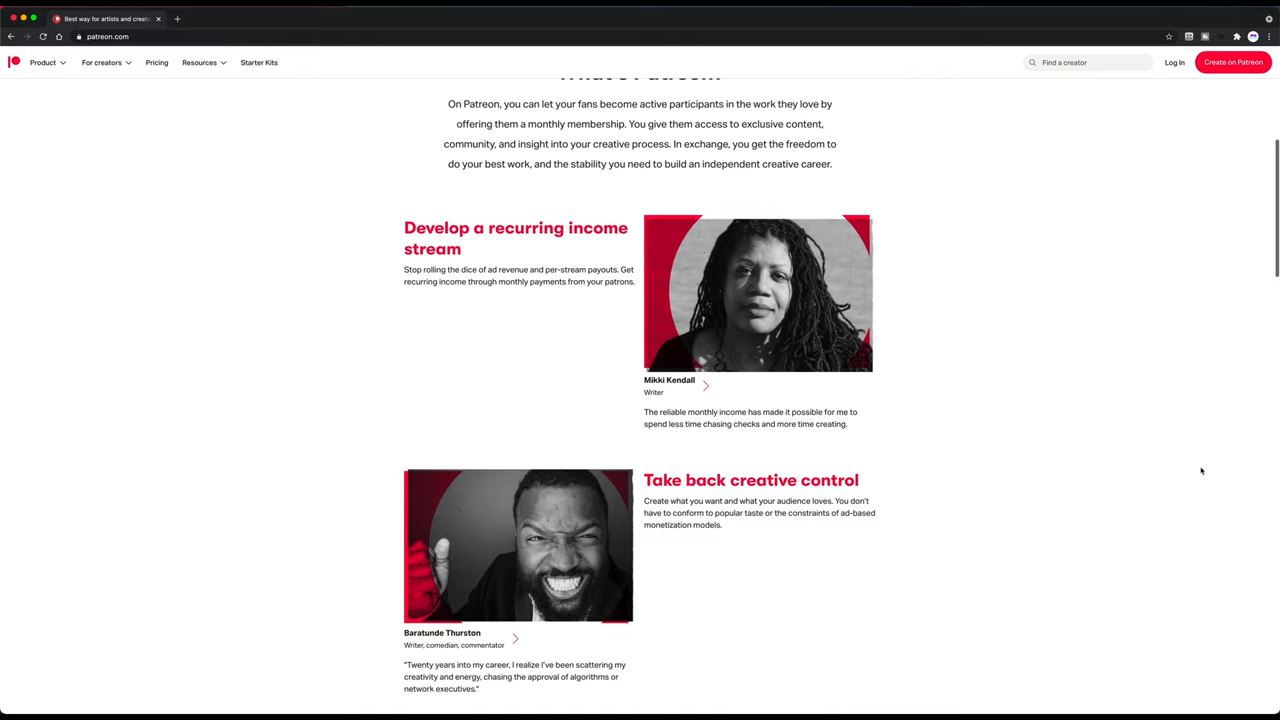 Best way for artists and creato
patreon.com
Product
For creators
Pricing
Resources
Starter Kits
Find a creator
Log In
Create on Patreon
On Patreon, you can let your fans become active participants in the work they love by
offering them a monthly membership. You give them access to exclusive content,
community, and insight into your creative process. In exchange, you get the freedom to
do your best work, and the stability you need to build an independent creative career.
Develop a recurring income
stream
Stop rolling the dice of ad revenue and per-stream payouts. Get
recurring income through monthly payments from your patrons.
Mikki Kendall
Writer
The reliable monthly income has made it possible for me to
spend less time chasing checks and more time creating.
Take back creative control
Create what you want and what your audience loves. You don't
have to conform to popular taste or the constraints of ad-based
monetization models.
Baratunde Thurston
Writer, comedian, commentator
"Twenty years into my career, I realize I've been scattering my
creativity and energy, chasing the approval of algorithms or
network executives."